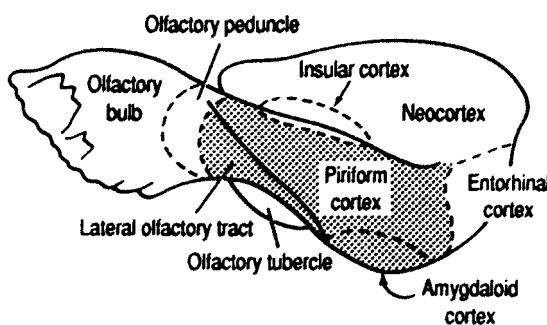 Olfactory peduncle
Olfactory
bulb
Insular cortex
Neocortex
Piriform
cortex
Entorhinal
cortex
Lateral olfactory tract
Olfactory tubercle
Amygdaloid
cortex